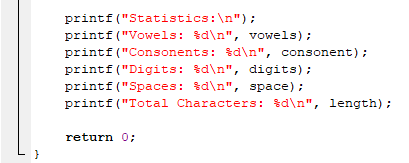 printf("Statistics:\n");
printf("Vowels: %d\n", vowels);
printf("Consonents: %d\n", consonent);
printf("Digits: %d\n", digits);
printf("Spaces: %d\n", space);
printf("Total Characters: %d\n", length);
return 0;
}